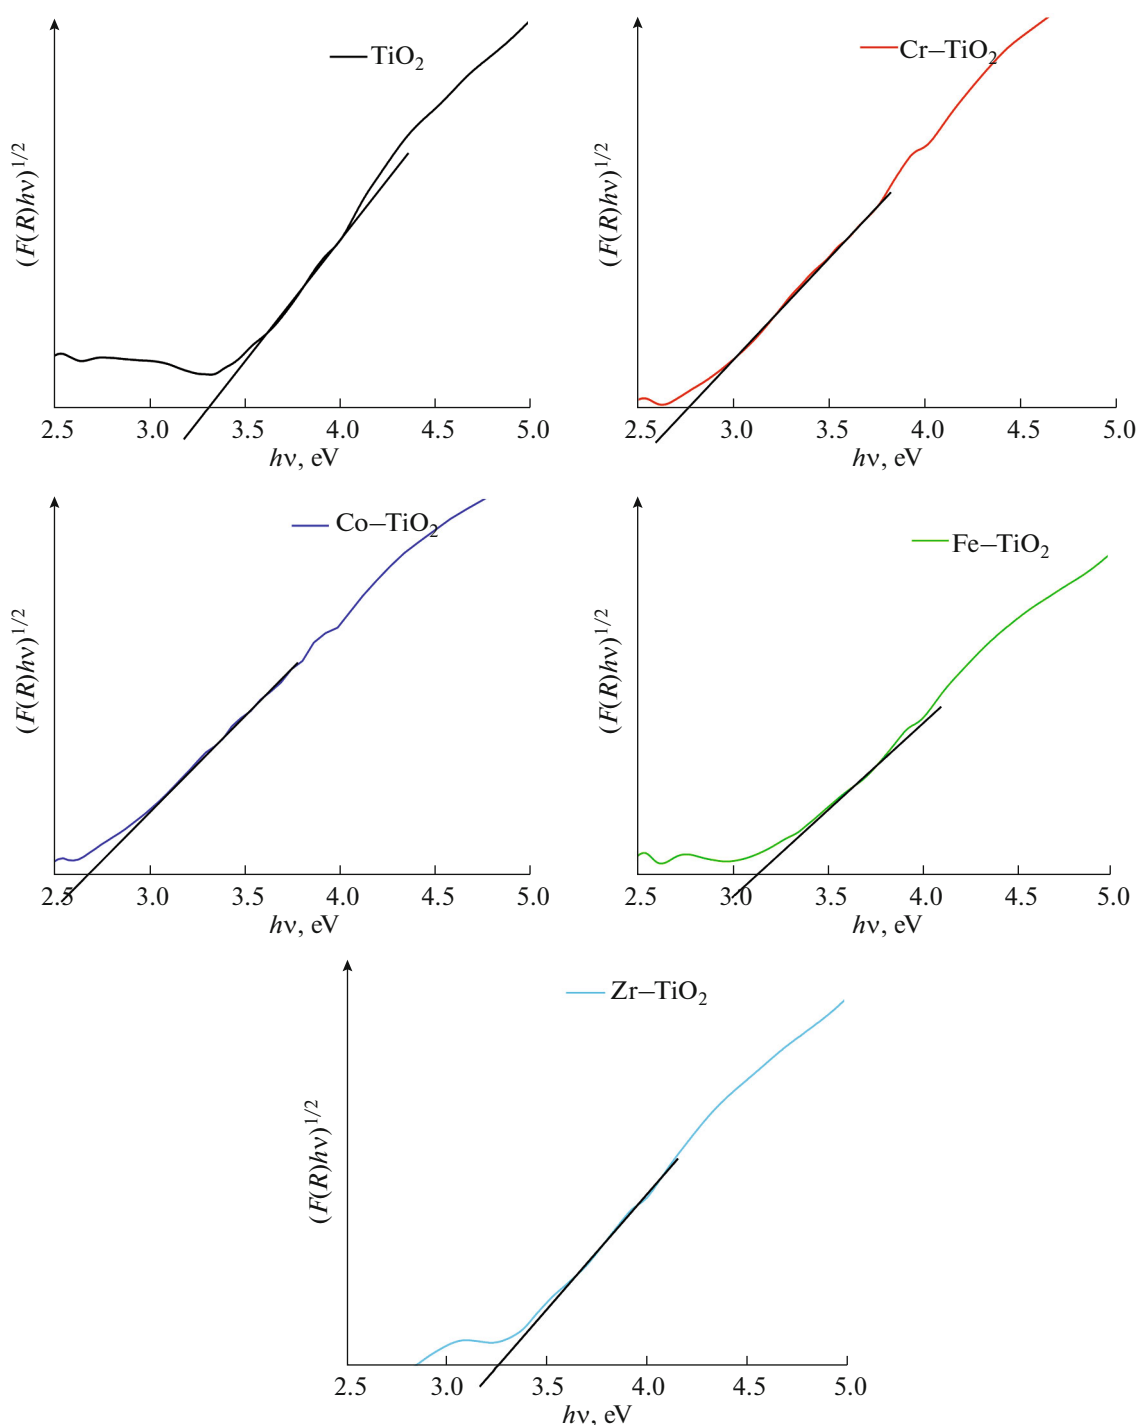 TiO₂
(F(R)hν)^1/2
2.5 3.0 3.5 4.0 4.5 5.0
hν, eV
Cr–TiO₂
(F(R)hν)^1/2
2.5 3.0 3.5 4.0 4.5 5.0
hν, eV
Co–TiO₂
(F(R)hν)^1/2
2.5 3.0 3.5 4.0 4.5 5.0
hν, eV
Fe–TiO₂
(F(R)hν)^1/2
2.5 3.0 3.5 4.0 4.5 5.0
hν, eV
Zr–TiO₂
(F(R)hν)^1/2
2.5 3.0 3.5 4.0 4.5 5.0
hν, eV